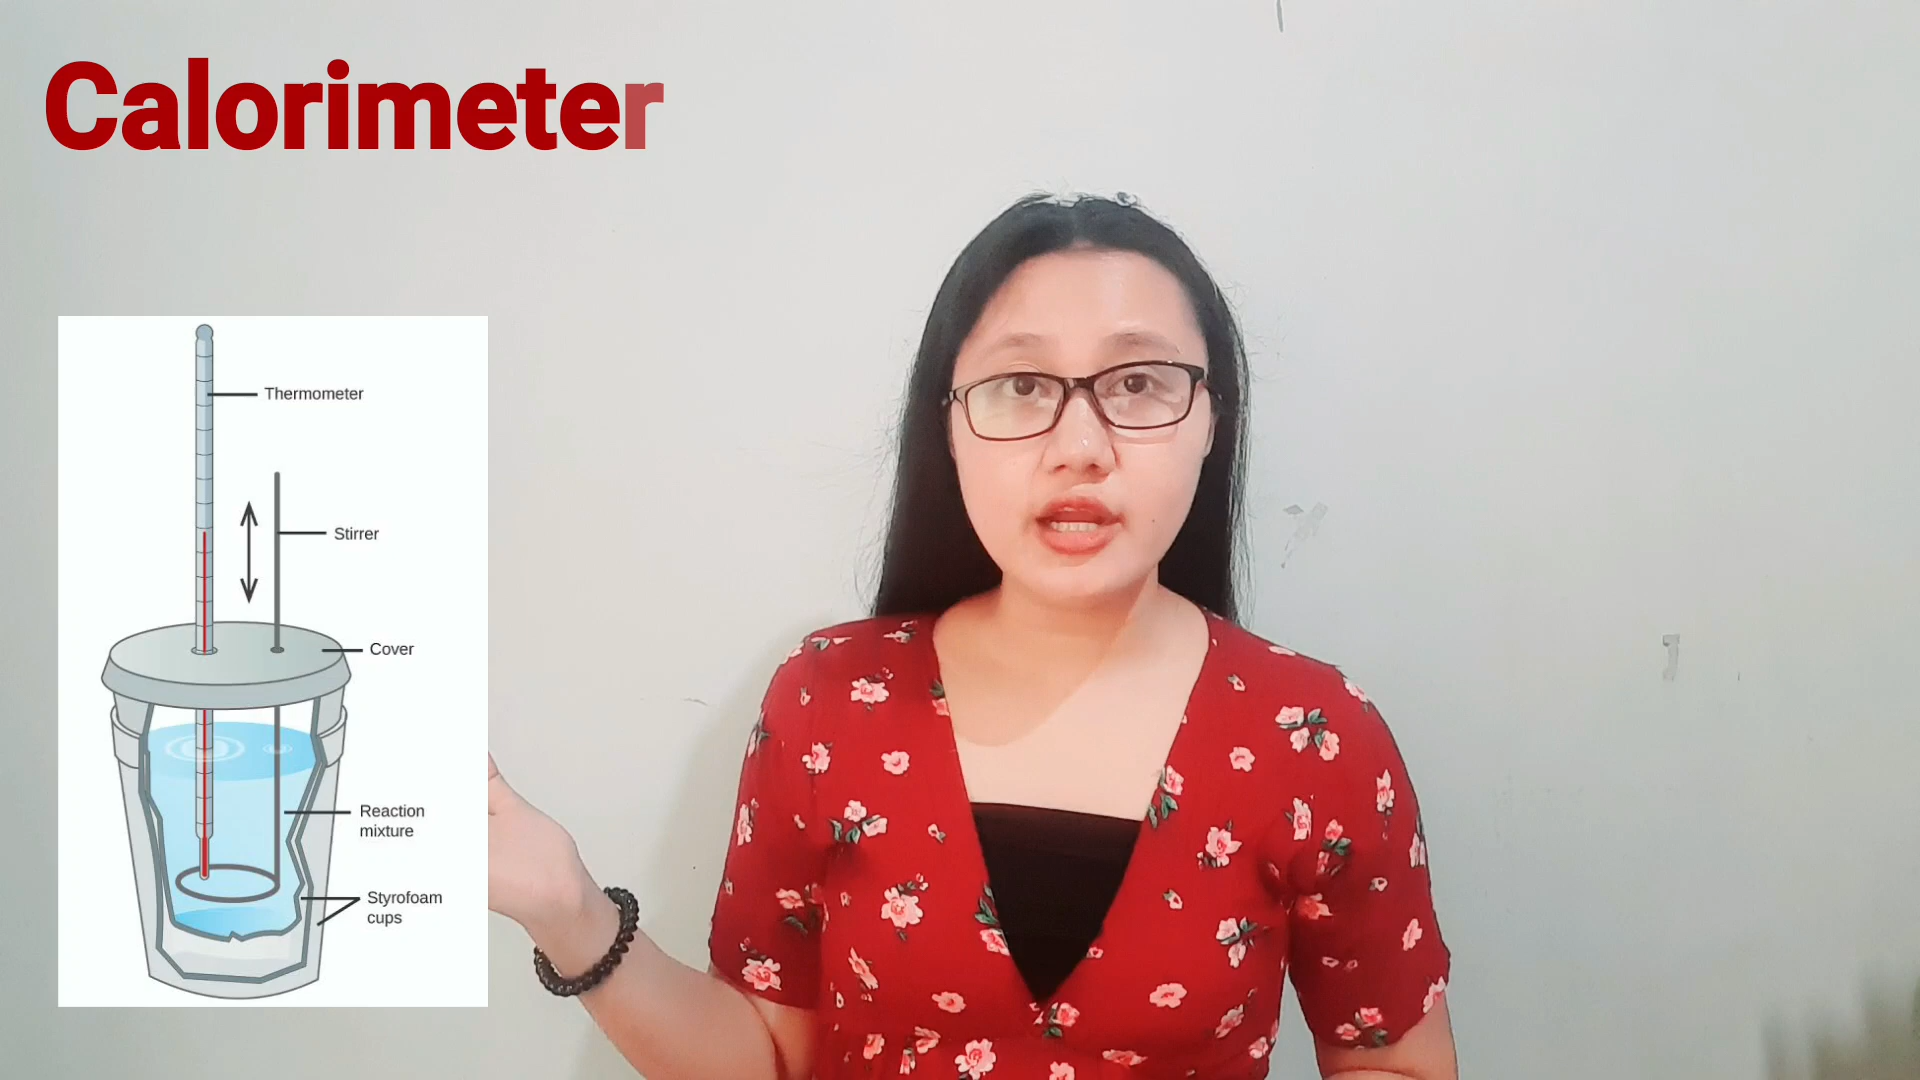 Calorimeter
Thermometer
Stirrer
Cover
Reaction
mixture
Styrofoam
cups